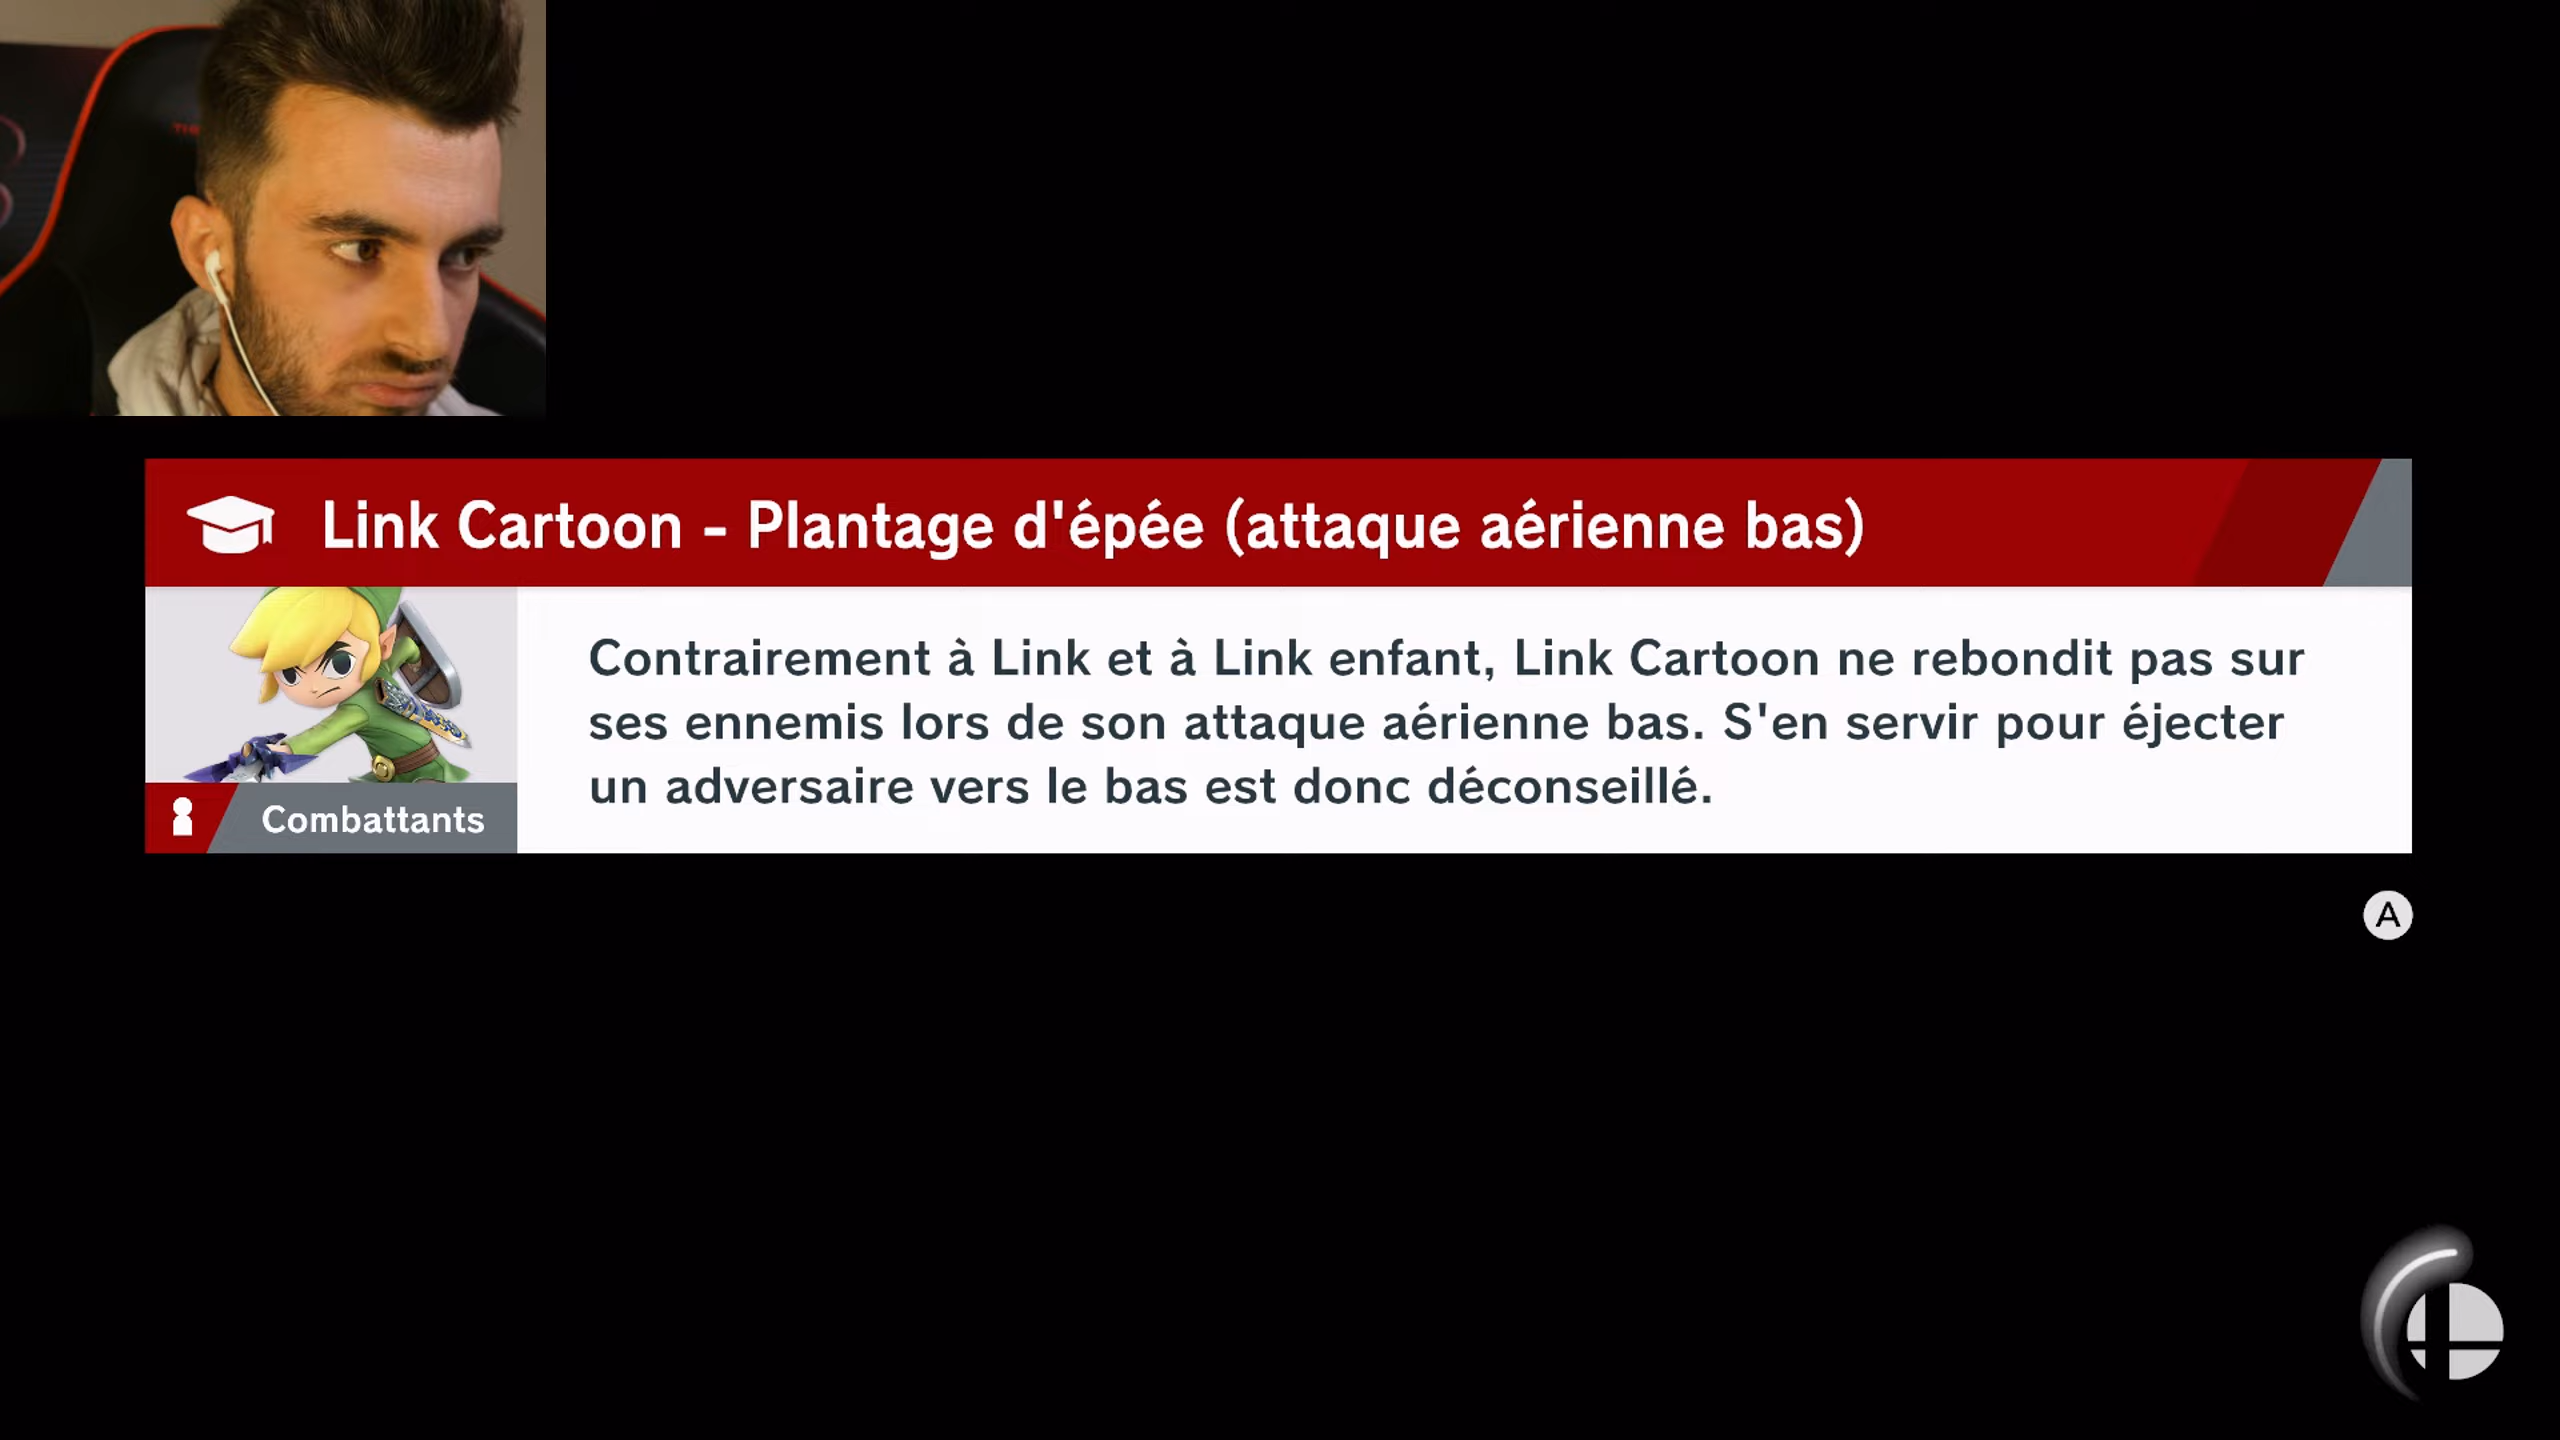 Link Cartoon - Plantage d'épée (attaque aérienne bas)
Contrairement à Link et à Link enfant, Link Cartoon ne rebondit pas sur
ses ennemis lors de son attaque aérienne bas. S'en servir pour éjecter
un adversaire vers le bas est donc déconseillé.
Combattants
A